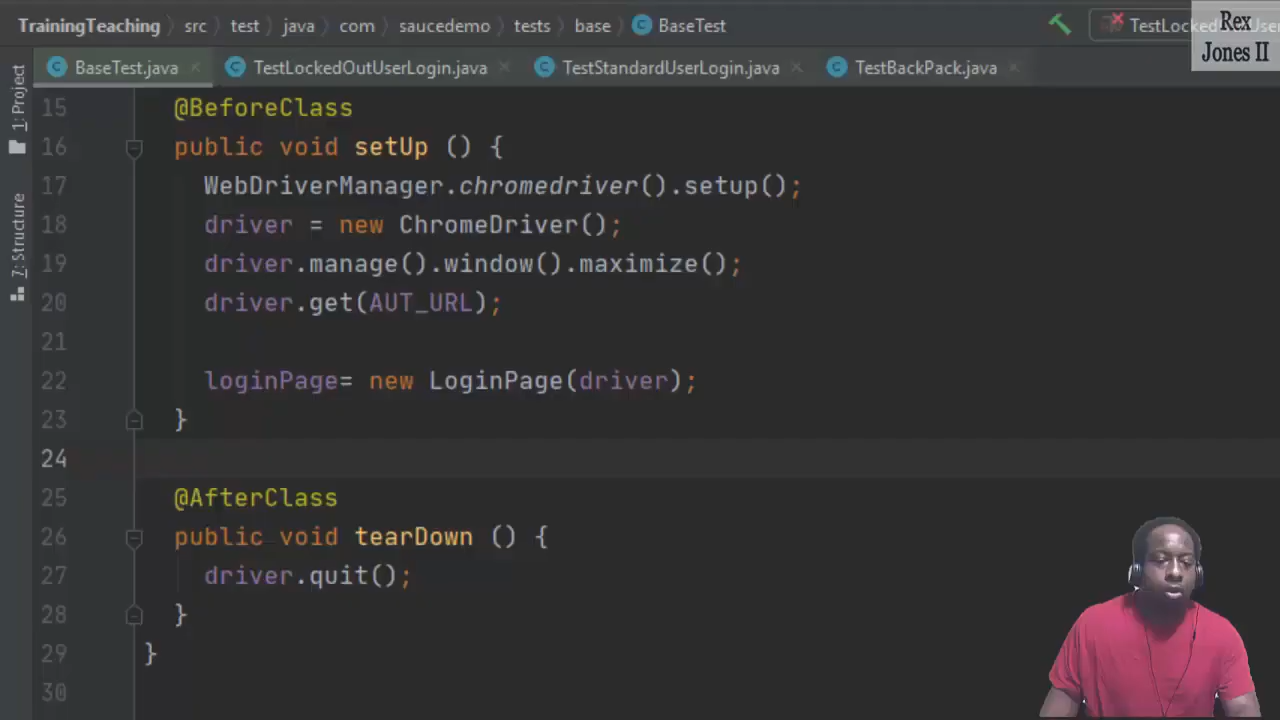 TrainingTeaching src test java com saucedemo tests base BaseTest TestLocked
Rex
Jones II
BaseTest.java TestLockedOutUserLogin.java TestStandardUserLogin.java TestBackPack.java
1: Project
7: Structure
15 @BeforeClass
16 public void setUp () {
17 WebDriverManager.chromedriver().setup();
18 driver = new ChromeDriver();
19 driver.manage().window().maximize();
20 driver.get(AUT_URL);
21
22 loginPage= new LoginPage(driver);
23 }
24
25 @AfterClass
26 public void tearDown () {
27 driver.quit();
28 }
29 }
30